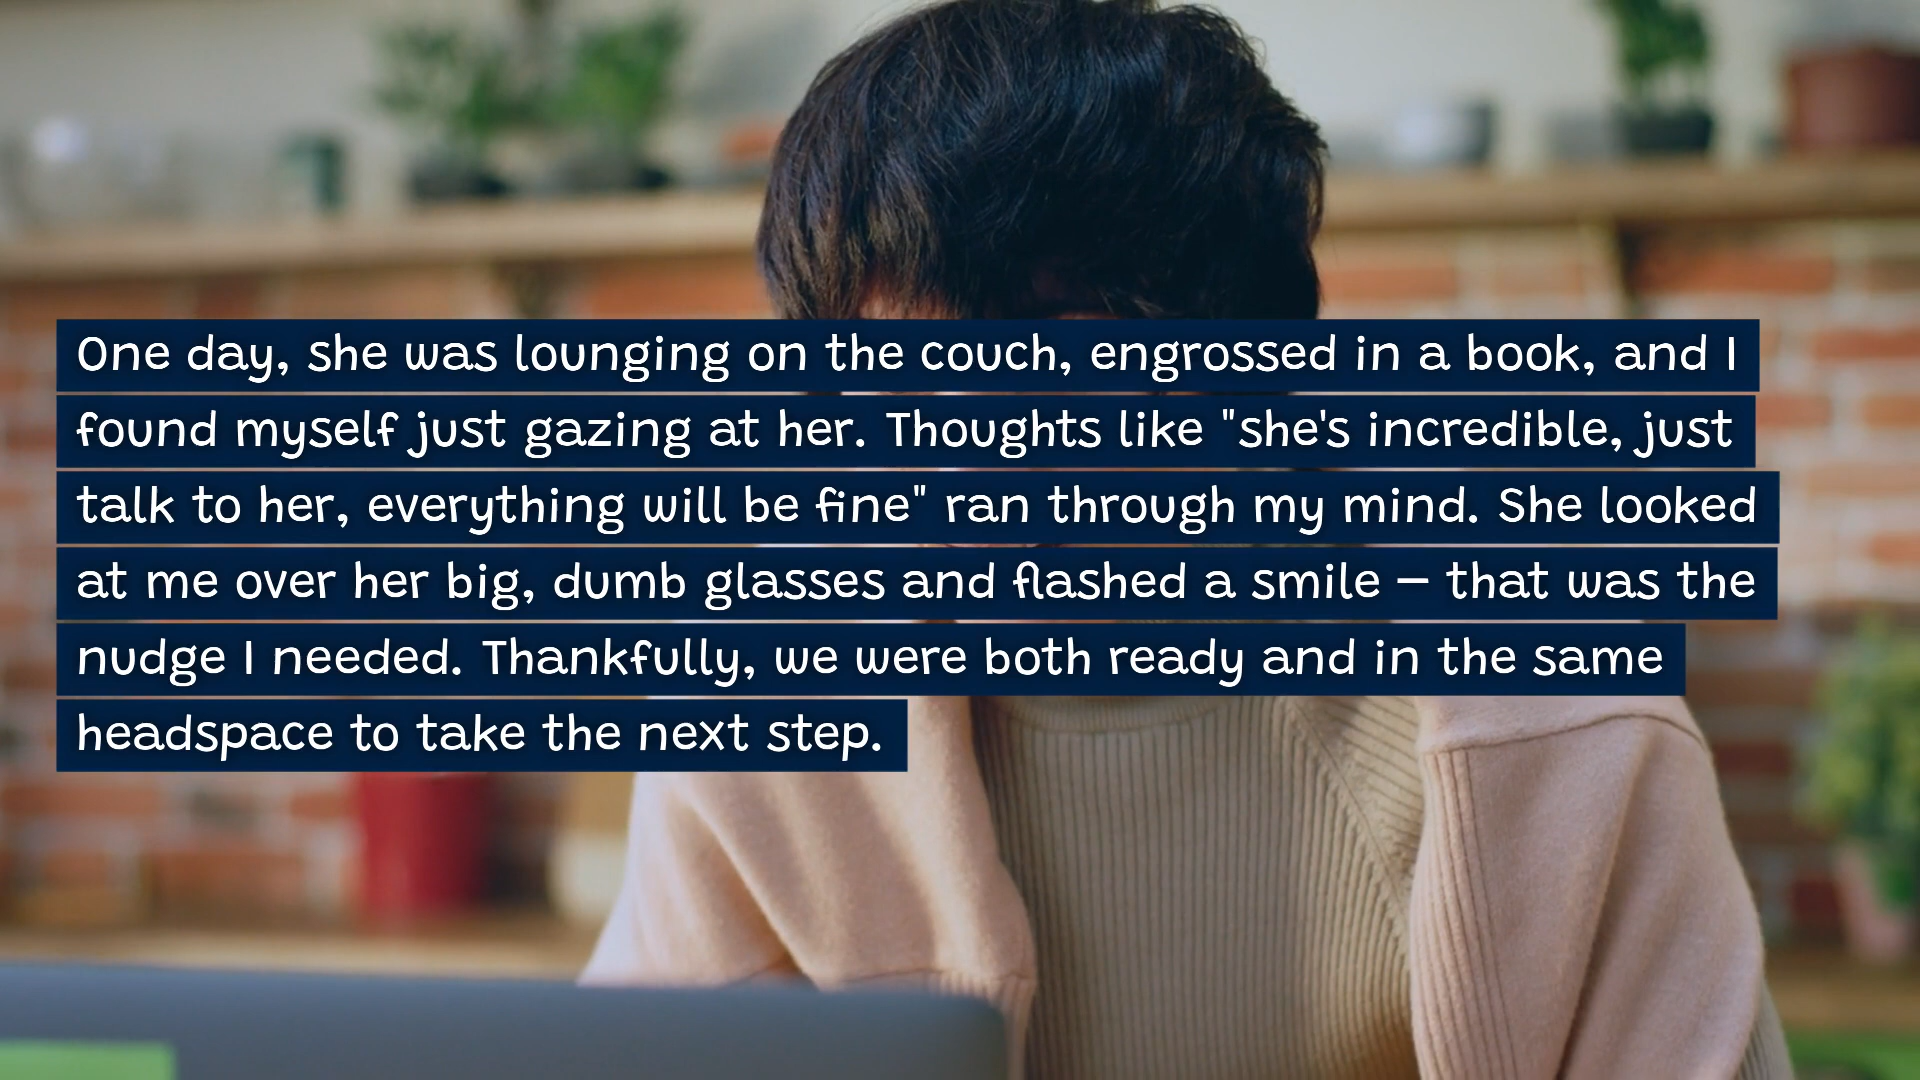 One day, she was lounging on the couch, engrossed in a book, and I
found myself just gazing at her. Thoughts like "she's incredible, just
talk to her, everything will be fine" ran through my mind. She looked
at me over her big, dumb glasses and flashed a smile – that was the
nudge I needed. Thankfully, we were both ready and in the same
headspace to take the next step.